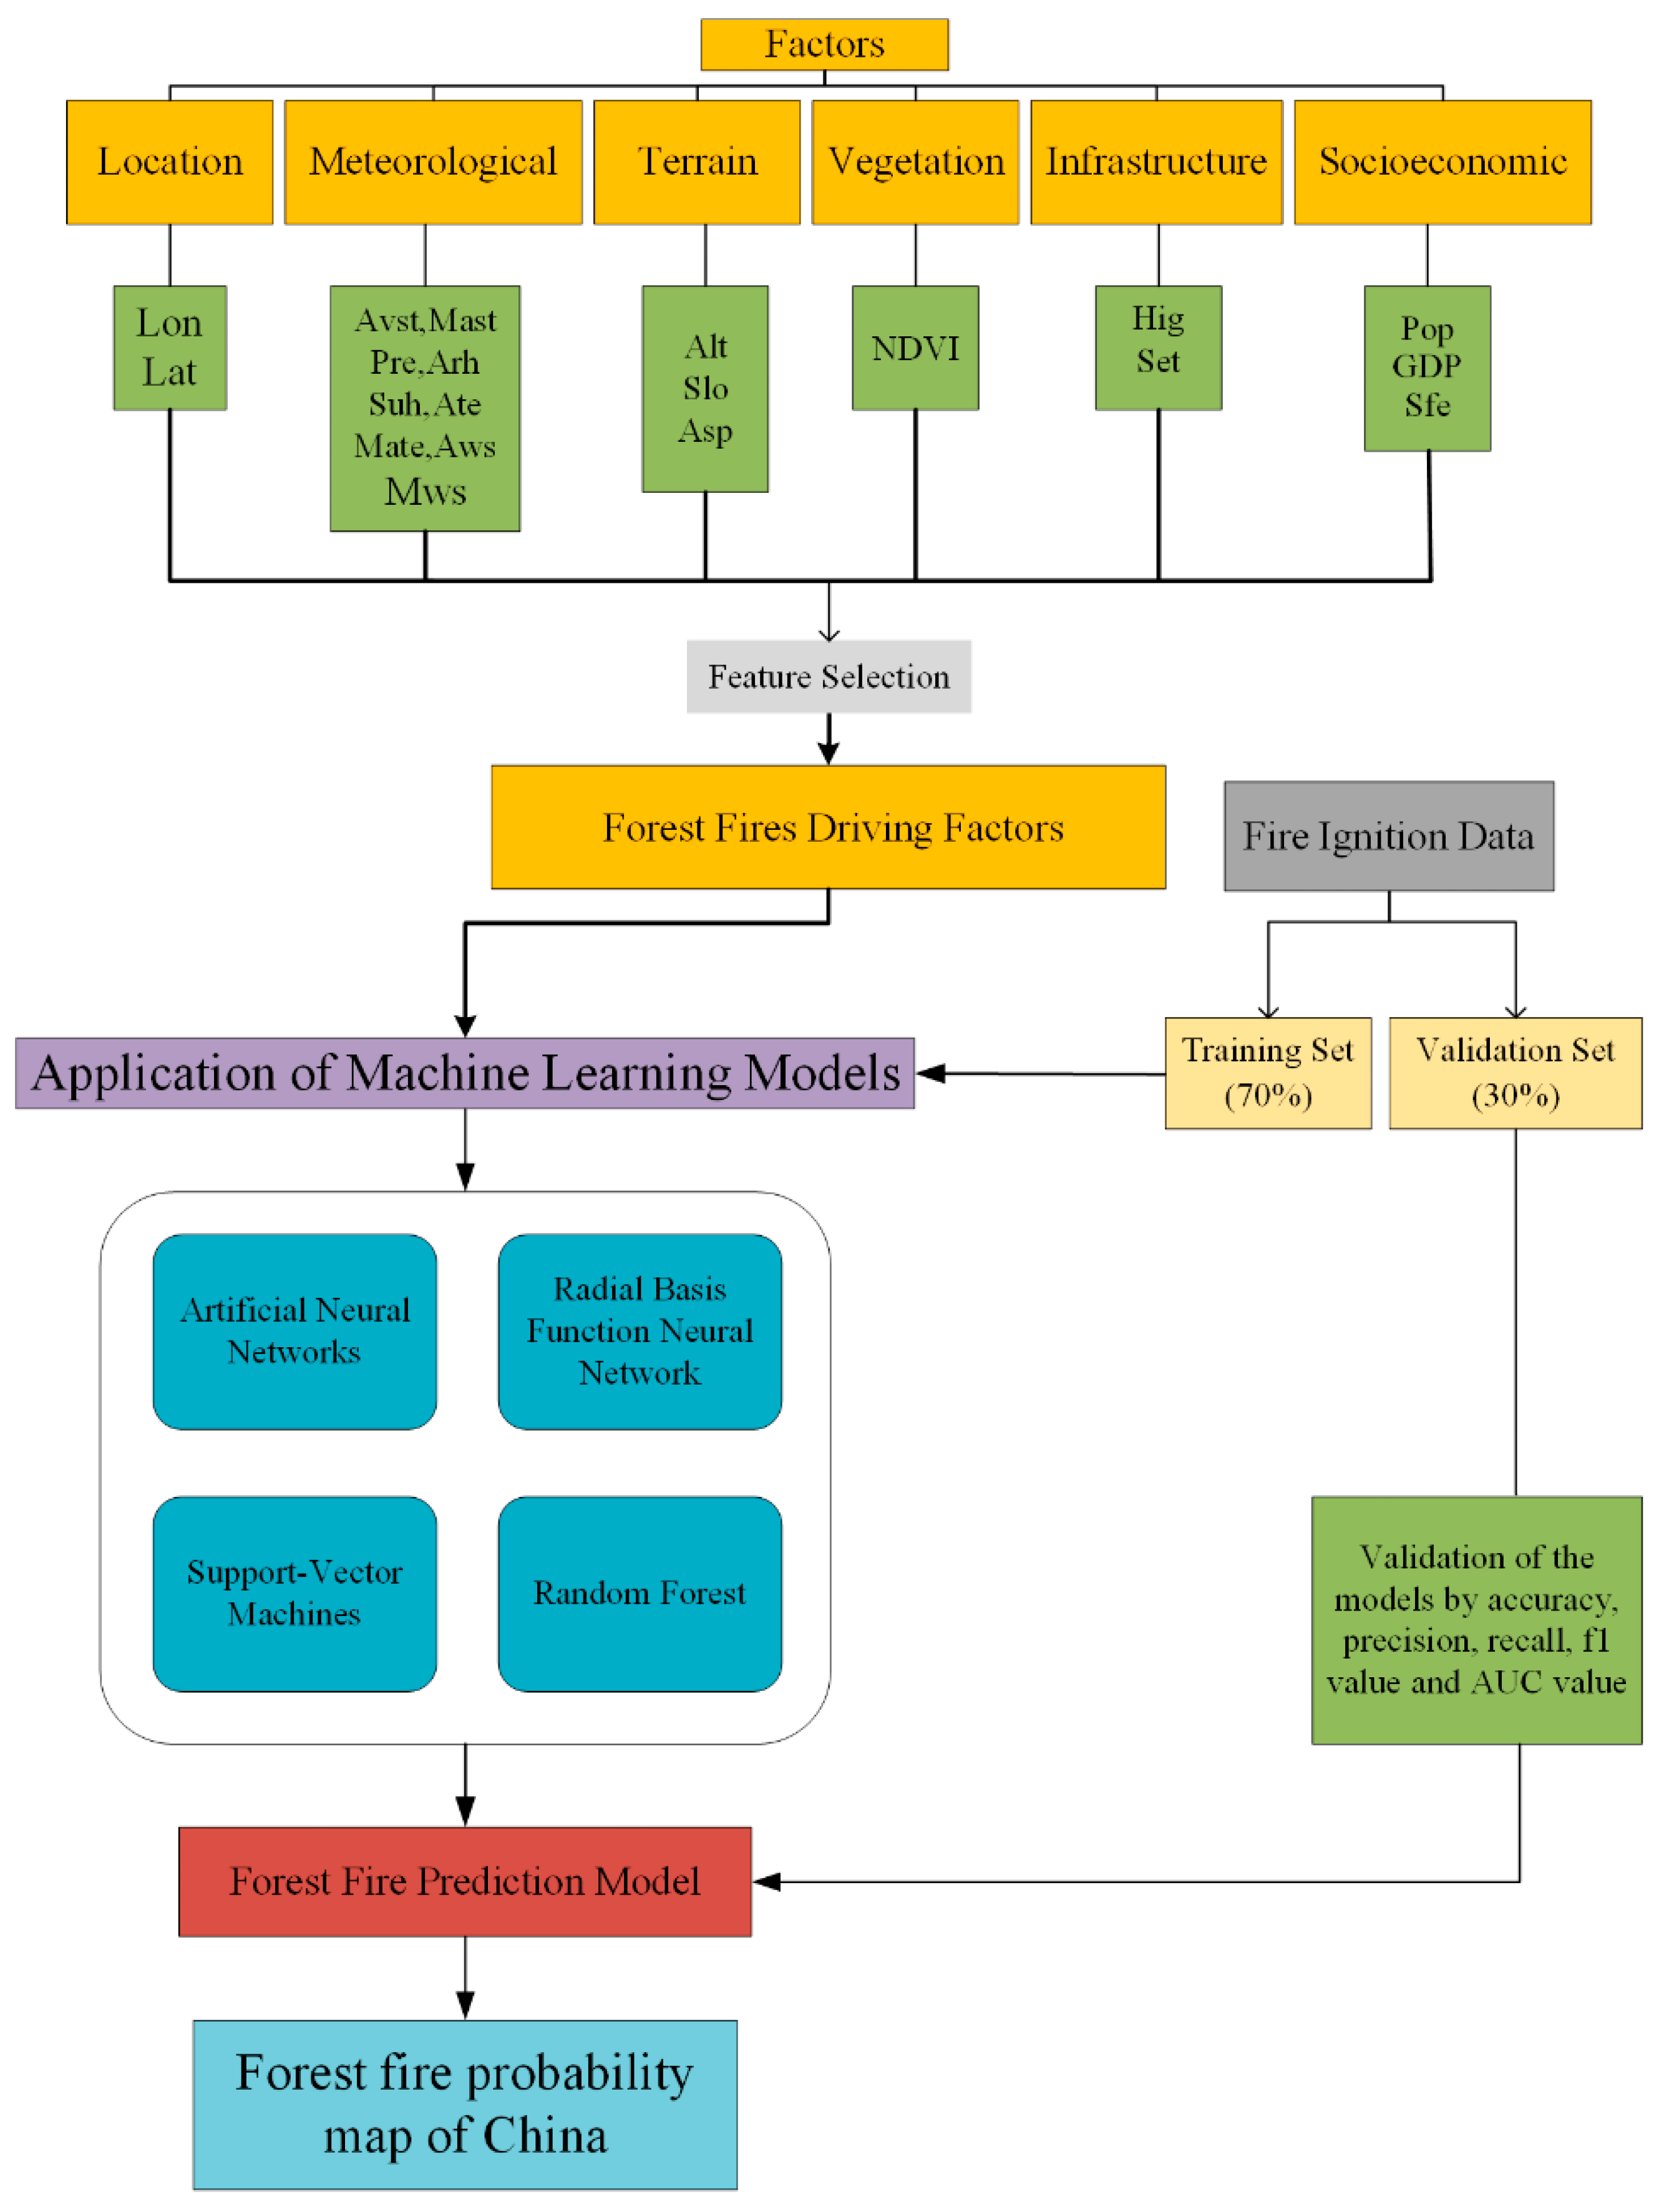 Factors
Location
Meteorological
Terrain
Vegetation
Infrastructure
Socioeconomic
Lon
Lat
Avst,Mast
Pre,Arh
Suh,Ate
Mate,Aws
Mws
Alt
Slo
Asp
NDVI
Hig
Set
Pop
GDP
Sfe
Feature Selection
Forest Fires Driving Factors
Fire Ignition Data
Training Set
(70%)
Validation Set
(30%)
Application of Machine Learning Models
Artificial Neural
Networks
Radial Basis
Function Neural
Network
Support-Vector
Machines
Random Forest
Validation of the
models by accuracy,
precision, recall, f1
value and AUC value
Forest Fire Prediction Model
Forest fire probability
map of China